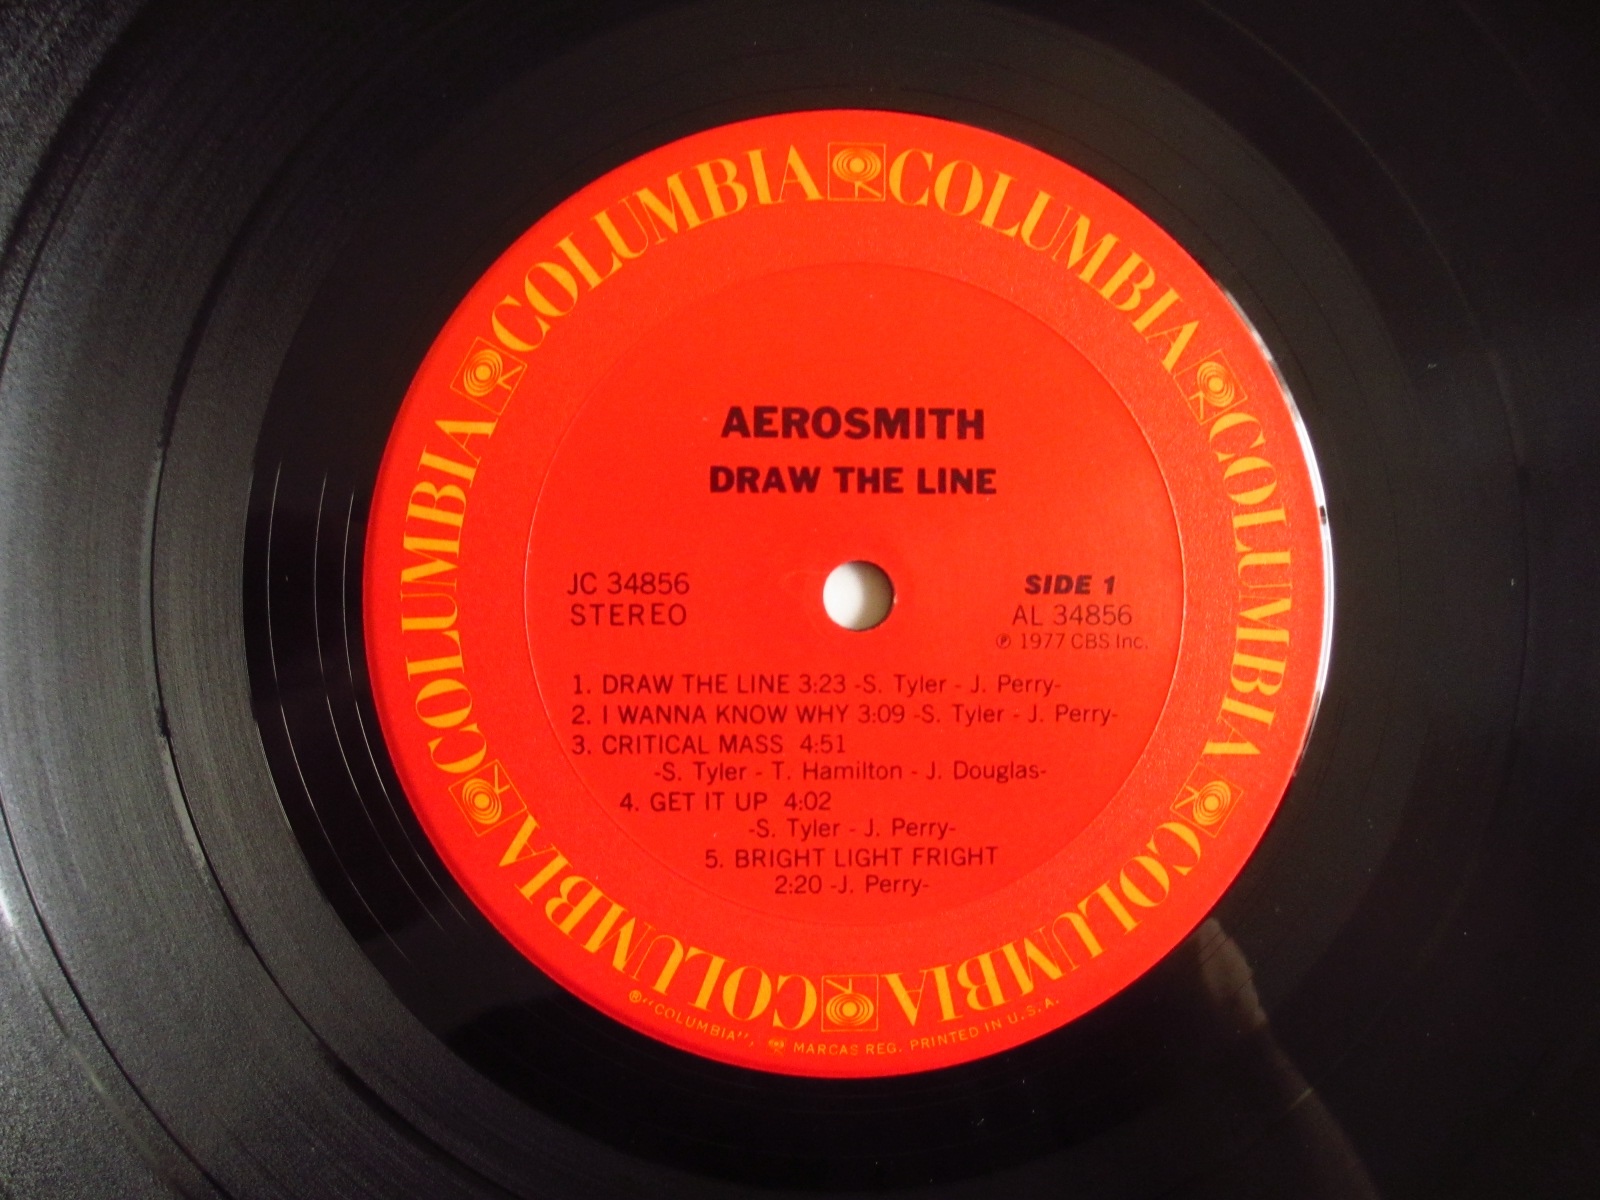 COLUMBIA COLUMBIA COLUMBIA COLUMBIA COLUMBIA COLUMBIA COLUMBIA COLUMBIA
AEROSMITH
DRAW THE LINE
JC 34856
STEREO
SIDE 1
AL 34856
℗ 1977 CBS Inc.
1. DRAW THE LINE 3:23 -S. Tyler - J. Perry-
2. I WANNA KNOW WHY 3:09 -S. Tyler - J. Perry-
3. CRITICAL MASS 4:51
-S. Tyler - T. Hamilton - J. Douglas-
4. GET IT UP 4:02
-S. Tyler - J. Perry-
5. BRIGHT LIGHT FRIGHT
2:20 -J. Perry-
®"COLUMBIA", MARCAS REG. PRINTED IN U.S.A.